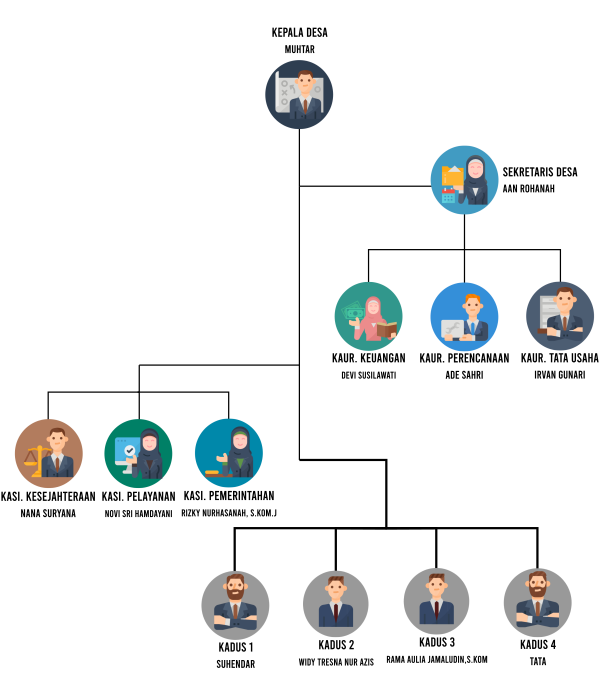 KEPALA DESA
MUHTAR
SEKRETARIS DESA
AAN ROHANAH
KAUR. KEUANGAN
DEVI SUSILAWATI
KAUR. PERENCANAAN
ADE SAHRI
KAUR. TATA USAHA
IRVAN GUNARI
KASI. KESEJAHTERAAN
NANA SURYANA
KASI. PELAYANAN
NOVI SRI HAMDAYANI
KASI. PEMERINTAHAN
RIZKY NURHASANAH, S.KOM.J
KADUS 1
SUHENDAR
KADUS 2
WIDY TRESNA NUR AZIS
KADUS 3
RAMA AULIA JAMALUDIN,S.KOM
KADUS 4
TATA